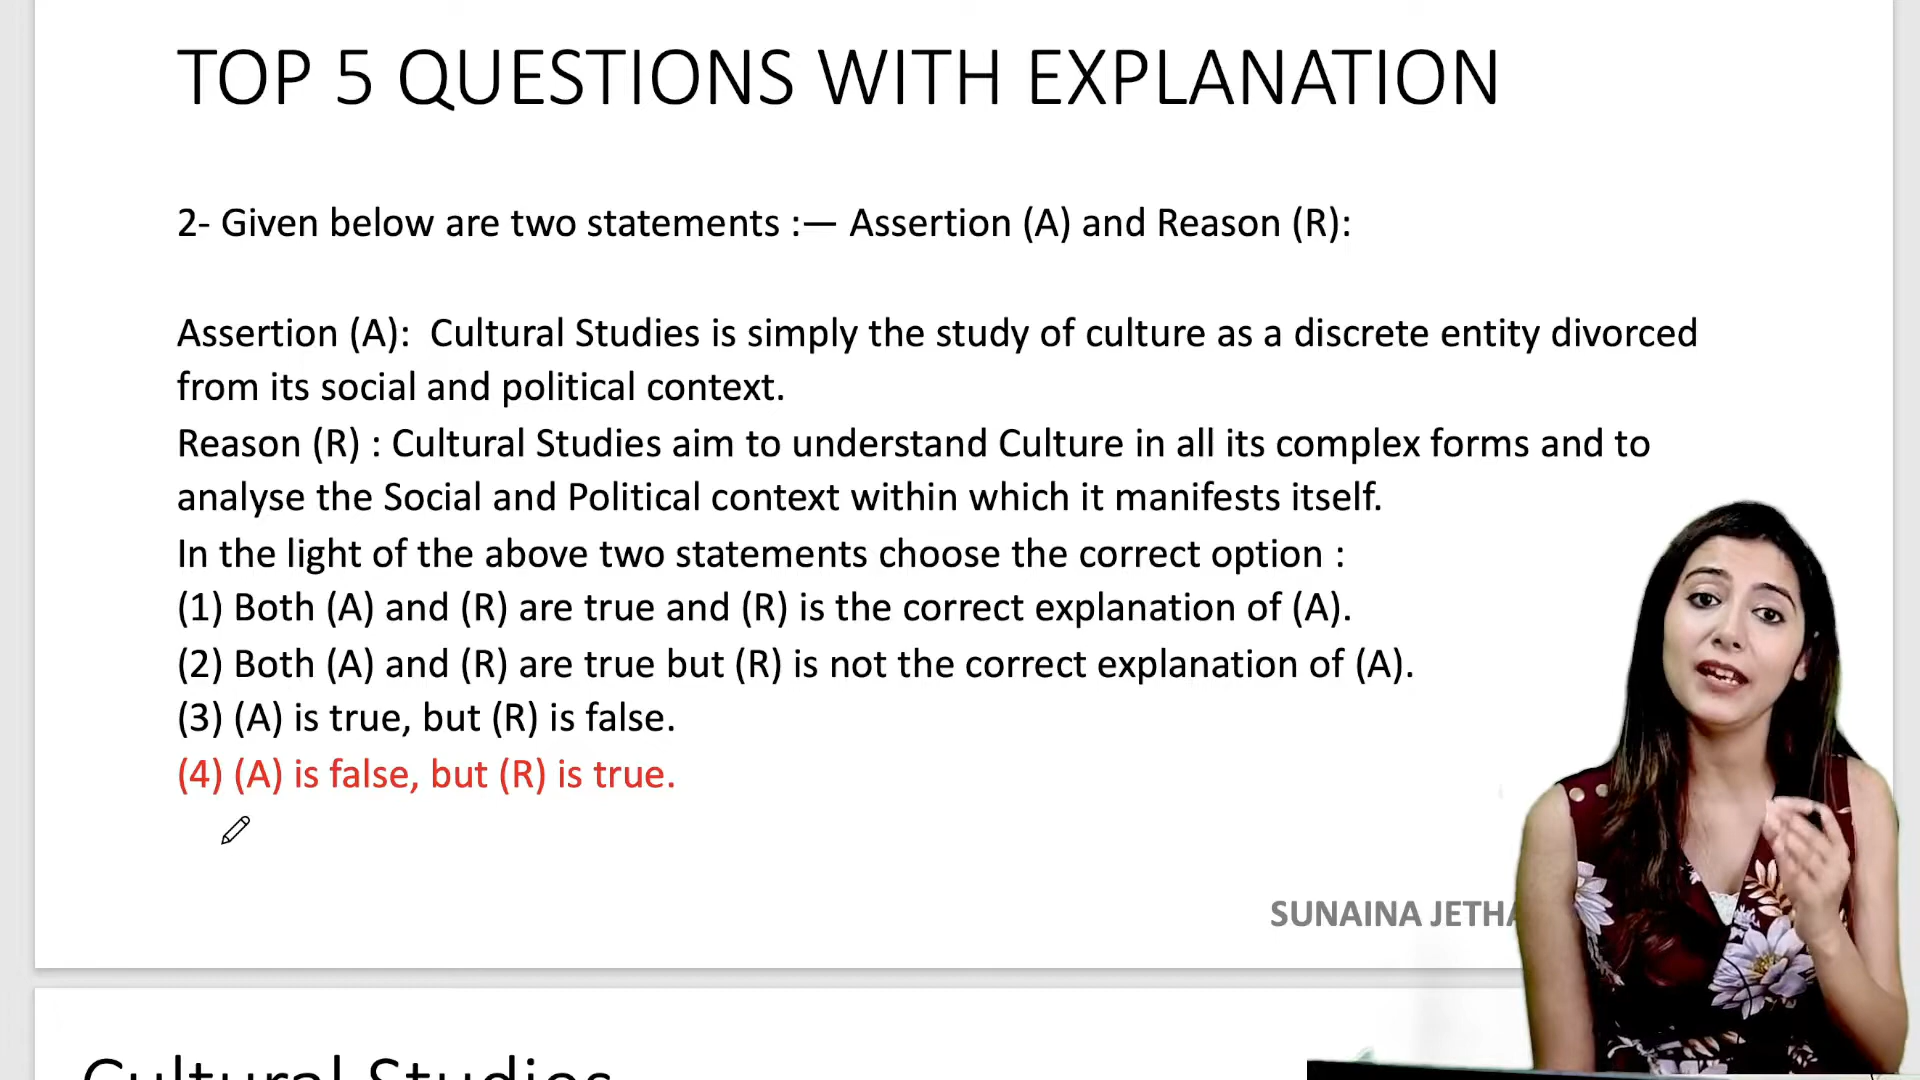 TOP 5 QUESTIONS WITH EXPLANATION
2- Given below are two statements :— Assertion (A) and Reason (R):
Assertion (A):  Cultural Studies is simply the study of culture as a discrete entity divorced
from its social and political context.
Reason (R) : Cultural Studies aim to understand Culture in all its complex forms and to
analyse the Social and Political context within which it manifests itself.
In the light of the above two statements choose the correct option :
(1) Both (A) and (R) are true and (R) is the correct explanation of (A).
(2) Both (A) and (R) are true but (R) is not the correct explanation of (A).
(3) (A) is true, but (R) is false.
(4) (A) is false, but (R) is true.
SUNAINA
Cultural Studies